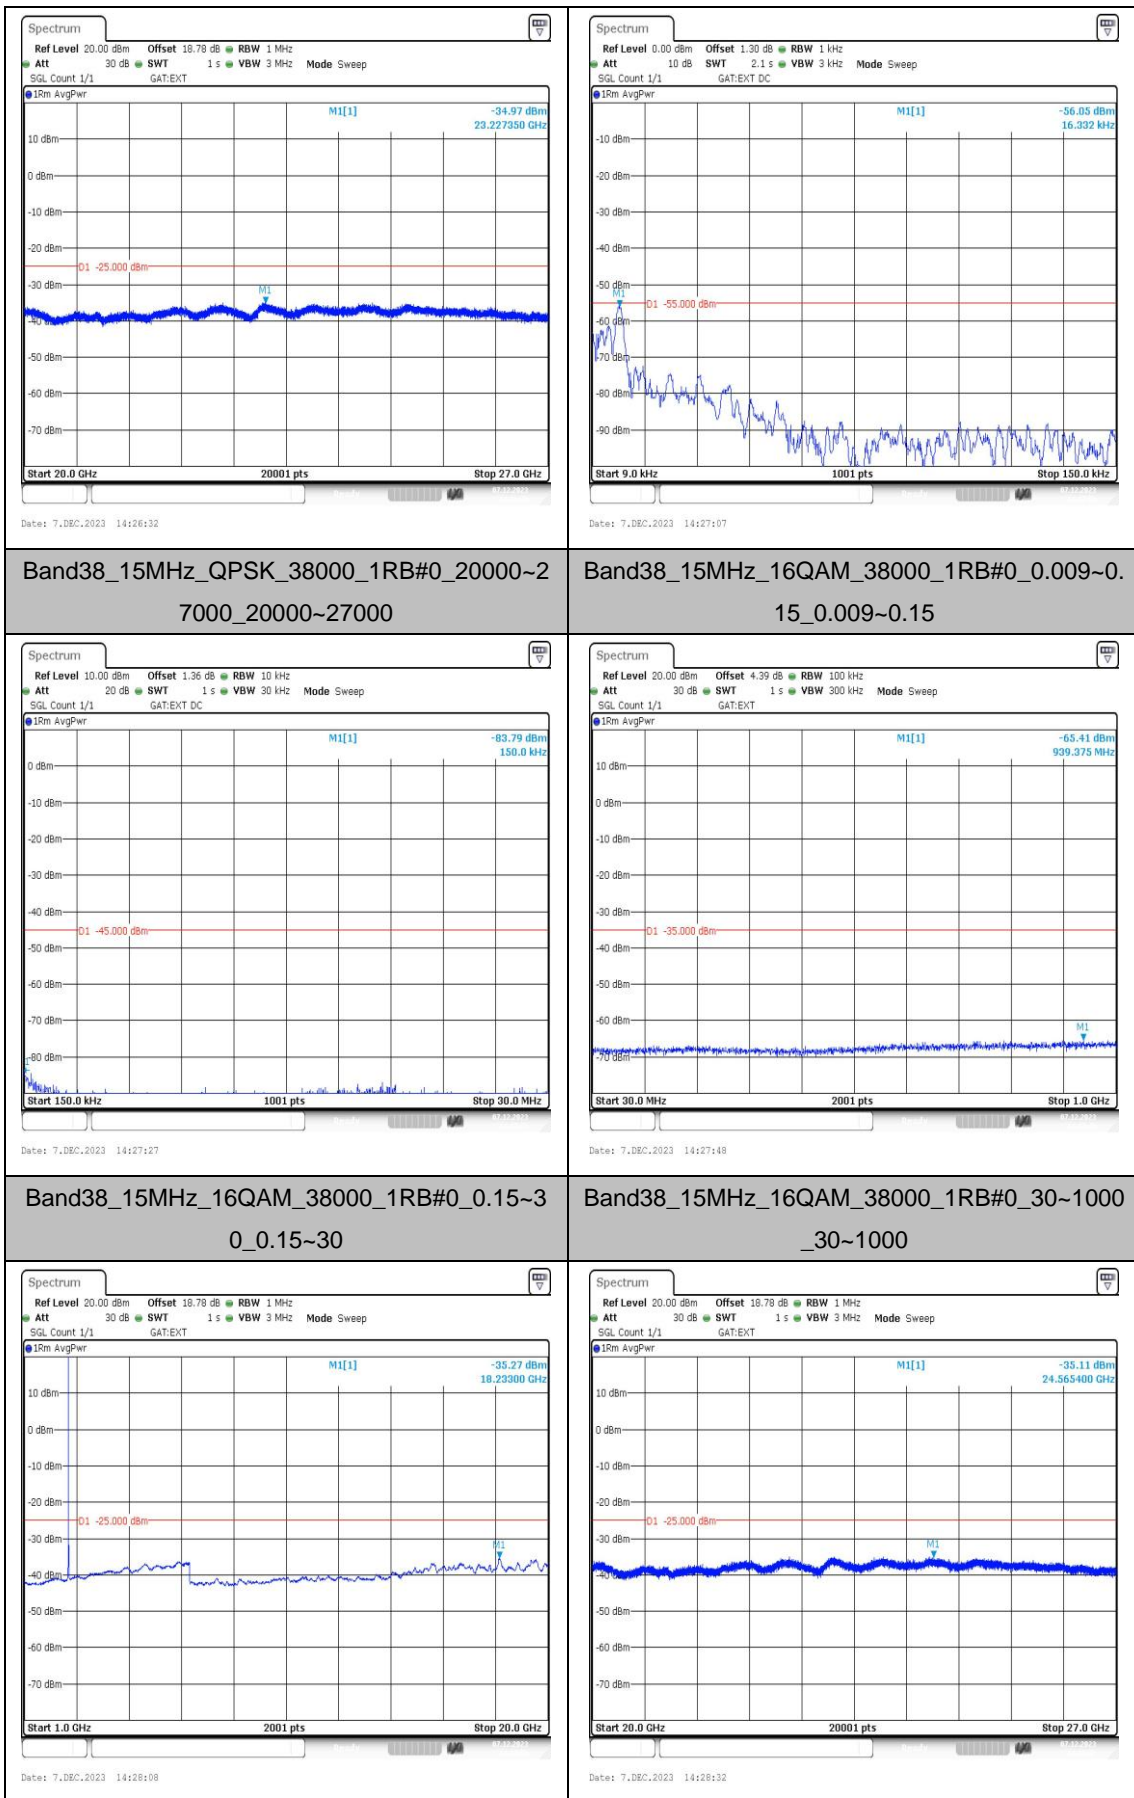 Spectrum
Ref Level 20.00 dBm Offset 18.78 dB RBW 1 MHz
Att 30 dB SWT 1 s VBW 3 MHz Mode Sweep
SGL Count 1/1 GAT:EXT
1Rm AvgPwr
M1[1] -34.97 dBm
23.227350 GHz
10 dBm
0 dBm
-10 dBm
-20 dBm
D1 -25.000 dBm
-30 dBm
M1
-40 dBm
-50 dBm
-60 dBm
-70 dBm
Start 20.0 GHz 20001 pts Stop 27.0 GHz
Date: 7.DEC.2023 14:26:32
Spectrum
Ref Level 0.00 dBm Offset 1.30 dB RBW 1 kHz
Att 10 dB SWT 2.1 s VBW 3 kHz Mode Sweep
SGL Count 1/1 GAT:EXT DC
1Rm AvgPwr
M1[1] -56.05 dBm
16.332 kHz
-10 dBm
-20 dBm
-30 dBm
-40 dBm
-50 dBm
M1
D1 -55.000 dBm
-60 dBm
-70 dBm
-80 dBm
-90 dBm
Start 9.0 kHz 1001 pts Stop 150.0 kHz
Date: 7.DEC.2023 14:27:07
Band38_15MHz_QPSK_38000_1RB#0_20000~2
7000_20000~27000
Band38_15MHz_16QAM_38000_1RB#0_0.009~0.
15_0.009~0.15
Spectrum
Ref Level 10.00 dBm Offset 1.36 dB RBW 10 kHz
Att 20 dB SWT 1 s VBW 30 kHz Mode Sweep
SGL Count 1/1 GAT:EXT DC
1Rm AvgPwr
M1[1] -83.79 dBm
150.0 kHz
0 dBm
-10 dBm
-20 dBm
-30 dBm
-40 dBm
D1 -45.000 dBm
-50 dBm
-60 dBm
-70 dBm
-80 dBm
Start 150.0 kHz 1001 pts Stop 30.0 MHz
Date: 7.DEC.2023 14:27:27
Spectrum
Ref Level 20.00 dBm Offset 4.39 dB RBW 100 kHz
Att 30 dB SWT 1 s VBW 300 kHz Mode Sweep
SGL Count 1/1 GAT:EXT
1Rm AvgPwr
M1[1] -65.41 dBm
939.375 MHz
10 dBm
0 dBm
-10 dBm
-20 dBm
-30 dBm
D1 -35.000 dBm
-40 dBm
-50 dBm
-60 dBm
M1
-70 dBm
Start 30.0 MHz 2001 pts Stop 1.0 GHz
Date: 7.DEC.2023 14:27:48
Band38_15MHz_16QAM_38000_1RB#0_0.15~3
0_0.15~30
Band38_15MHz_16QAM_38000_1RB#0_30~1000
_30~1000
Spectrum
Ref Level 20.00 dBm Offset 18.78 dB RBW 1 MHz
Att 30 dB SWT 1 s VBW 3 MHz Mode Sweep
SGL Count 1/1 GAT:EXT
1Rm AvgPwr
M1[1] -35.27 dBm
18.23300 GHz
10 dBm
0 dBm
-10 dBm
-20 dBm
D1 -25.000 dBm
-30 dBm
M1
-40 dBm
-50 dBm
-60 dBm
-70 dBm
Start 1.0 GHz 2001 pts Stop 20.0 GHz
Date: 7.DEC.2023 14:28:08
Spectrum
Ref Level 20.00 dBm Offset 18.78 dB RBW 1 MHz
Att 30 dB SWT 1 s VBW 3 MHz Mode Sweep
SGL Count 1/1 GAT:EXT
1Rm AvgPwr
M1[1] -35.11 dBm
24.565400 GHz
10 dBm
0 dBm
-10 dBm
-20 dBm
D1 -25.000 dBm
-30 dBm
M1
-40 dBm
-50 dBm
-60 dBm
-70 dBm
Start 20.0 GHz 20001 pts Stop 27.0 GHz
Date: 7.DEC.2023 14:28:32